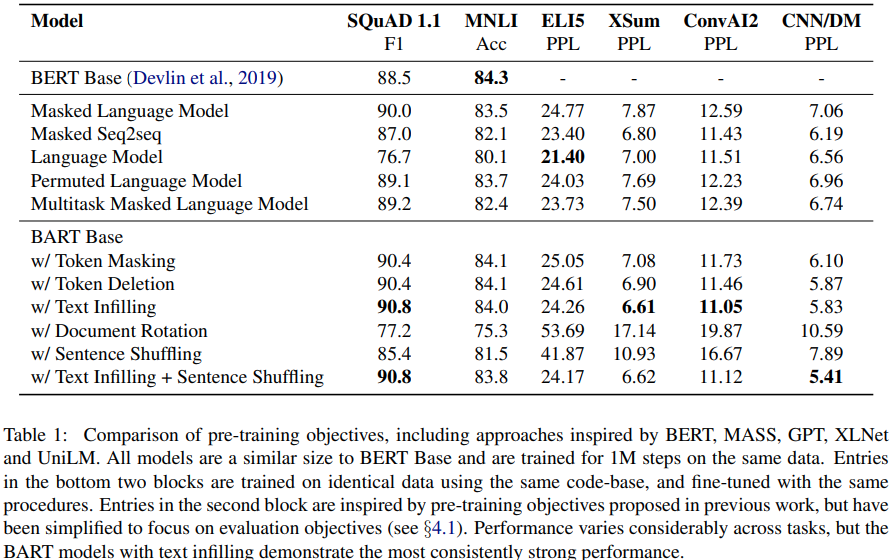 Model SQuAD 1.1 MNLI ELI5 XSum ConvAI2 CNN/DM
F1 Acc PPL PPL PPL PPL
BERT Base (Devlin et al., 2019) 88.5 84.3 - - - -
Masked Language Model 90.0 83.5 24.77 7.87 12.59 7.06
Masked Seq2seq 87.0 82.1 23.40 6.80 11.43 6.19
Language Model 76.7 80.1 21.40 7.00 11.51 6.56
Permuted Language Model 89.1 83.7 24.03 7.69 12.23 6.96
Multitask Masked Language Model 89.2 82.4 23.73 7.50 12.39 6.74
BART Base
w/ Token Masking 90.4 84.1 25.05 7.08 11.73 6.10
w/ Token Deletion 90.4 84.1 24.61 6.90 11.46 5.87
w/ Text Infilling 90.8 84.0 24.26 6.61 11.05 5.83
w/ Document Rotation 77.2 75.3 53.69 17.14 19.87 10.59
w/ Sentence Shuffling 85.4 81.5 41.87 10.93 16.67 7.89
w/ Text Infilling + Sentence Shuffling 90.8 83.8 24.17 6.62 11.12 5.41
Table 1: Comparison of pre-training objectives, including approaches inspired by BERT, MASS, GPT, XLNet
and UniLM. All models are a similar size to BERT Base and are trained for 1M steps on the same data. Entries
in the bottom two blocks are trained on identical data using the same code-base, and fine-tuned with the same
procedures. Entries in the second block are inspired by pre-training objectives proposed in previous work, but have
been simplified to focus on evaluation objectives (see §4.1). Performance varies considerably across tasks, but the
BART models with text infilling demonstrate the most consistently strong performance.